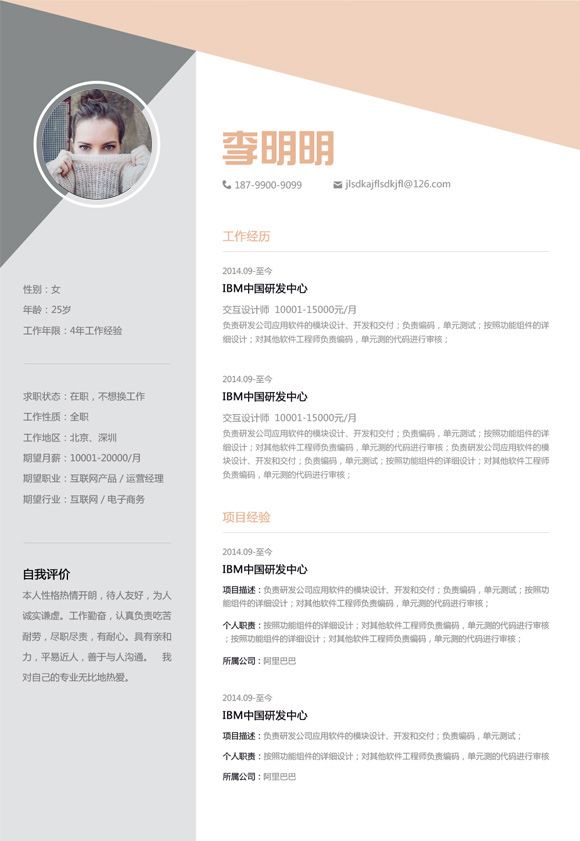 李明明
187-9900-9099
jlsdkajflsdkjfl@126.com
性别：女
年龄：25岁
工作年限：4年工作经验
求职状态：在职，不想换工作
工作性质：全职
工作地区：北京、深圳
期望月薪：10001-20000/月
期望职业：互联网产品 / 运营经理
期望行业：互联网 / 电子商务
自我评价
本人性格热情开朗，待人友好，为人
诚实谦虚。工作勤奋，认真负责吃苦
耐劳，尽职尽责，有耐心。具有亲和
力，平易近人，善于与人沟通。 我
对自己的专业无比地热爱。
工作经历
2014.09-至今
IBM中国研发中心
交互设计师 10001-15000元/月
负责研发公司应用软件的模块设计、开发和交付；负责编码，单元测试；按照功能组件的详
细设计；对其他软件工程师负责编码，单元测的代码进行审核；
2014.09-至今
IBM中国研发中心
交互设计师 10001-15000元/月
负责研发公司应用软件的模块设计、开发和交付；负责编码，单元测试；按照功能组件的详
细设计；对其他软件工程师负责编码，单元测的代码进行审核；负责研发公司应用软件的模
块设计、开发和交付；负责编码，单元测试；按照功能组件的详细设计；对其他软件工程师
负责编码，单元测的代码进行审核；
项目经验
2014.09-至今
IBM中国研发中心
项目描述：负责研发公司应用软件的模块设计、开发和交付；负责编码，单元测试；按照功
能组件的详细设计；对其他软件工程师负责编码，单元测的代码进行审核；
个人职责：按照功能组件的详细设计；对其他软件工程师负责编码，单元测的代码进行审核
；按照功能组件的详细设计；对其他软件工程师负责编码，单元测的代码进行审核；
所属公司：阿里巴巴
2014.09-至今
IBM中国研发中心
项目描述：负责研发公司应用软件的模块设计、开发和交付；负责编码，单元测试；
个人职责：按照功能组件的详细设计；对其他软件工程师负责编码，单元测的代码进行审核
所属公司：阿里巴巴